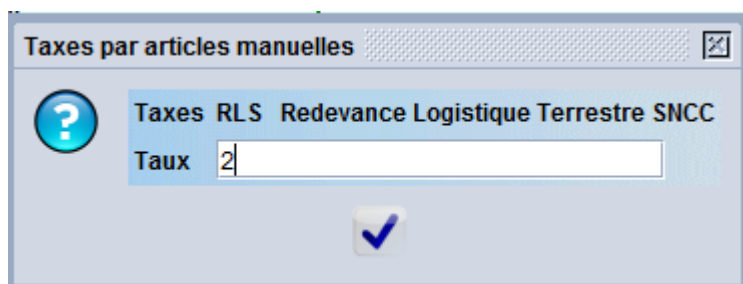 Taxes par articles manuelles
Taxes RLS Redevance Logistique Terrestre SNCC
Taux 2